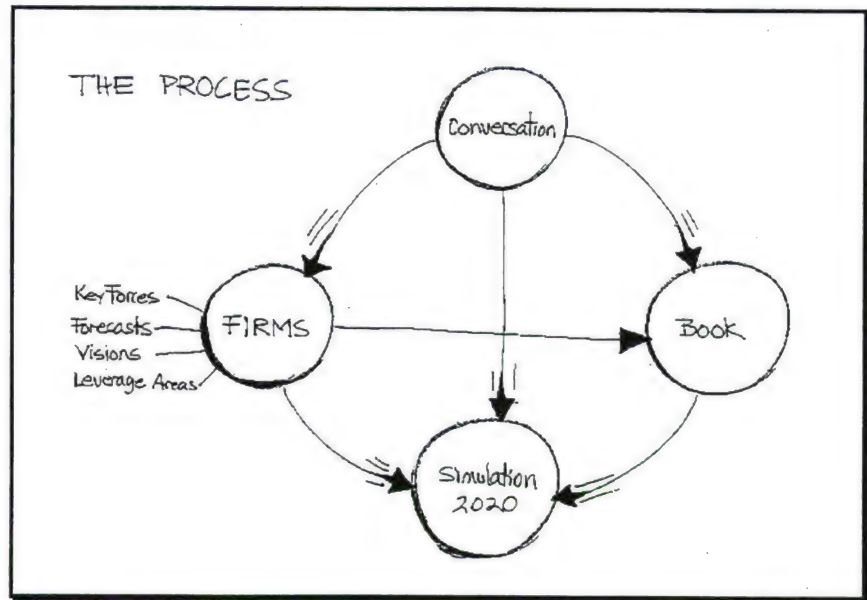 THE PROCESS
Conversation
Key Forces
Forecasts
Visions
Leverage Areas
FIRMS
BOOK
Simulation
2020